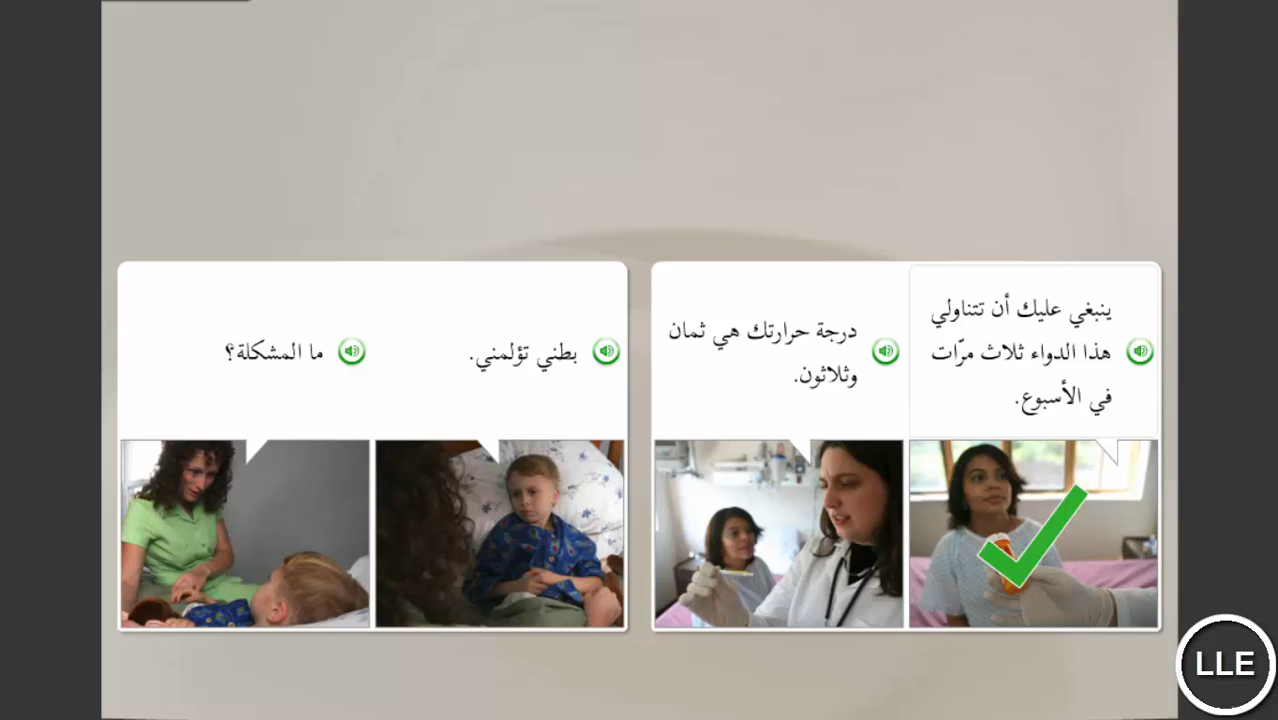 ما المشكلة؟
بطني تؤلمني.
درجة حرارتك هي ثمان
وثلاثون.
ينبغي عليك أن تتناولي
هذا الدواء ثلاث مرّات
في الأسبوع.
LLE